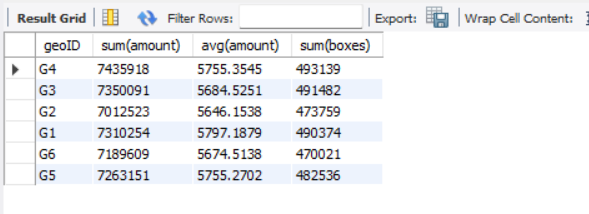 Result Grid Filter Rows: Export: Wrap Cell Content:
geoID sum(amount) avg(amount) sum(boxes)
G4 7435918 5755.3545 493139
G3 7350091 5684.5251 491482
G2 7012523 5646.1538 473759
G1 7310254 5797.1879 490374
G6 7189609 5674.5138 470021
G5 7263151 5755.2702 482536